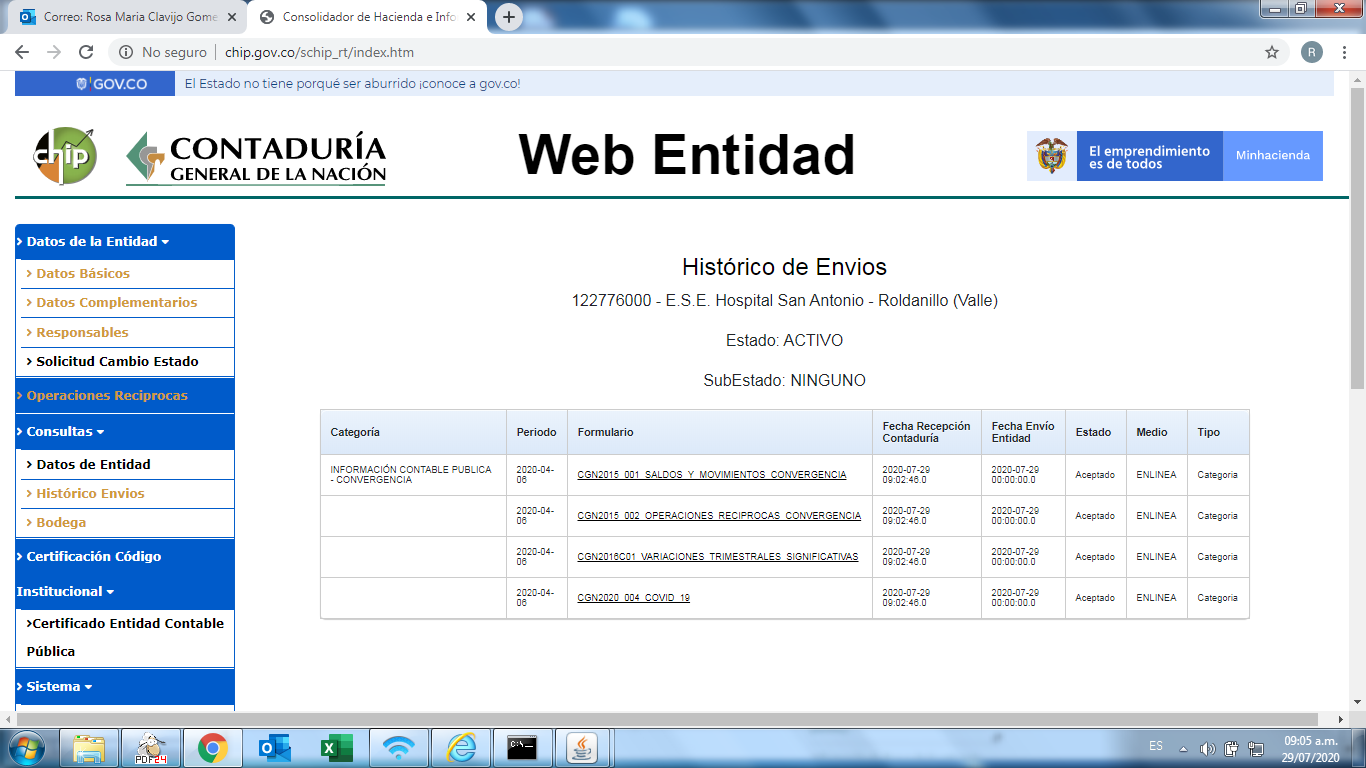 Correo: Rosa Maria Clavijo Gome
Consolidador de Hacienda e Info
No seguro | chip.gov.co/schip_rt/index.htm
R
GOV.CO
El Estado no tiene porqué ser aburrido ¡conoce a gov.co!
chip
CONTADURÍA
GENERAL DE LA NACIÓN
Web Entidad
El emprendimiento
es de todos
Minhacienda
Datos de la Entidad
Datos Básicos
Datos Complementarios
Responsables
Solicitud Cambio Estado
Operaciones Reciprocas
Consultas
Datos de Entidad
Histórico Envios
Bodega
Certificación Código
Institucional
Certificado Entidad Contable
Pública
Sistema
Histórico de Envios
122776000 - E.S.E. Hospital San Antonio - Roldanillo (Valle)
Estado: ACTIVO
SubEstado: NINGUNO
Categoría Periodo Formulario Fecha Recepción Contaduría Fecha Envío Entidad Estado Medio Tipo
INFORMACIÓN CONTABLE PUBLICA - CONVERGENCIA 2020-04-06 CGN2015_001_SALDOS_Y_MOVIMIENTOS_CONVERGENCIA 2020-07-29 09:02:46.0 2020-07-29 00:00:00.0 Aceptado ENLINEA Categoria
2020-04-06 CGN2015_002_OPERACIONES_RECIPROCAS_CONVERGENCIA 2020-07-29 09:02:46.0 2020-07-29 00:00:00.0 Aceptado ENLINEA Categoria
2020-04-06 CGN2016C01_VARIACIONES_TRIMESTRALES_SIGNIFICATIVAS 2020-07-29 09:02:46.0 2020-07-29 00:00:00.0 Aceptado ENLINEA Categoria
2020-04-06 CGN2020_004_COVID_19 2020-07-29 09:02:46.0 2020-07-29 00:00:00.0 Aceptado ENLINEA Categoria
PDF24
C:\
ES
09:05 a.m.
29/07/2020